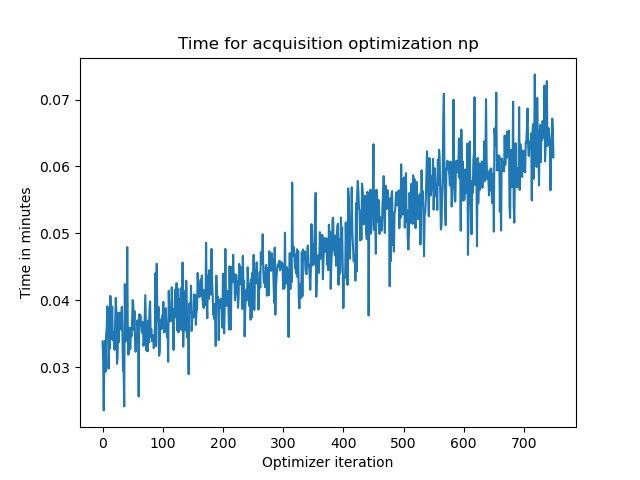 Time for acquisition optimization np
Time in minutes
0.07
0.06
0.05
0.04
0.03
0 100 200 300 400 500 600 700
Optimizer iteration